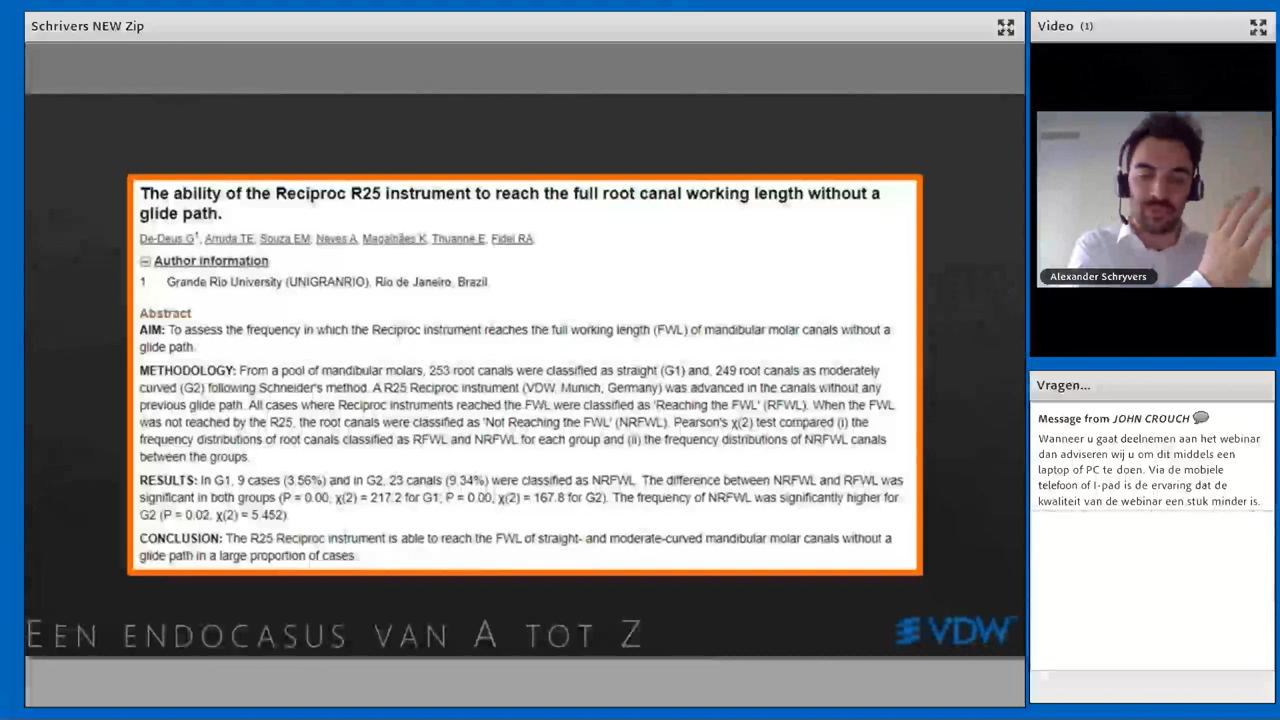 Schrivers NEW Zip
The ability of the Reciproc R25 instrument to reach the full root canal working length without a
glide path.
De-Deus G1, Arruda TE, Souza EM, Neves A, Magalhães K, Thuanne E, Fidel RA.
Author information
1 Grande Rio University (UNIGRANRIO), Rio de Janeiro, Brazil.
Abstract
AIM: To assess the frequency in which the Reciproc instrument reaches the full working length (FWL) of mandibular molar canals without a
glide path.
METHODOLOGY: From a pool of mandibular molars, 253 root canals were classified as straight (G1) and, 249 root canals as moderately
curved (G2) following Schneider's method. A R25 Reciproc instrument (VDW, Munich, Germany) was advanced in the canals without any
previous glide path. All cases where Reciproc instruments reached the FWL were classified as 'Reaching the FWL' (RFWL). When the FWL
was not reached by the R25, the root canals were classified as 'Not Reaching the FWL' (NRFWL). Pearson's χ(2) test compared (i) the
frequency distributions of root canals classified as RFWL and NRFWL for each group and (ii) the frequency distributions of NRFWL canals
between the groups.
RESULTS: In G1, 9 cases (3.56%) and in G2, 23 canals (9.34%) were classified as NRFWL. The difference between NRFWL and RFWL was
significant in both groups (P = 0.00, χ(2) = 217.2 for G1; P = 0.00, χ(2) = 167.8 for G2). The frequency of NRFWL was significantly higher for
G2 (P = 0.02, χ(2) = 5.452).
CONCLUSION: The R25 Reciproc instrument is able to reach the FWL of straight- and moderate-curved mandibular molar canals without a
glide path in a large proportion of cases.
EEN ENDOCASUS VAN A TOT Z
VDW
Video (1)
Alexander Schryvers
Vragen...
Message from JOHN CROUCH
Wanneer u gaat deelnemen aan het webinar
dan adviseren wij u om dit middels een
laptop of PC te doen. Via de mobiele
telefoon of I-pad is de ervaring dat de
kwaliteit van de webinar een stuk minder is.